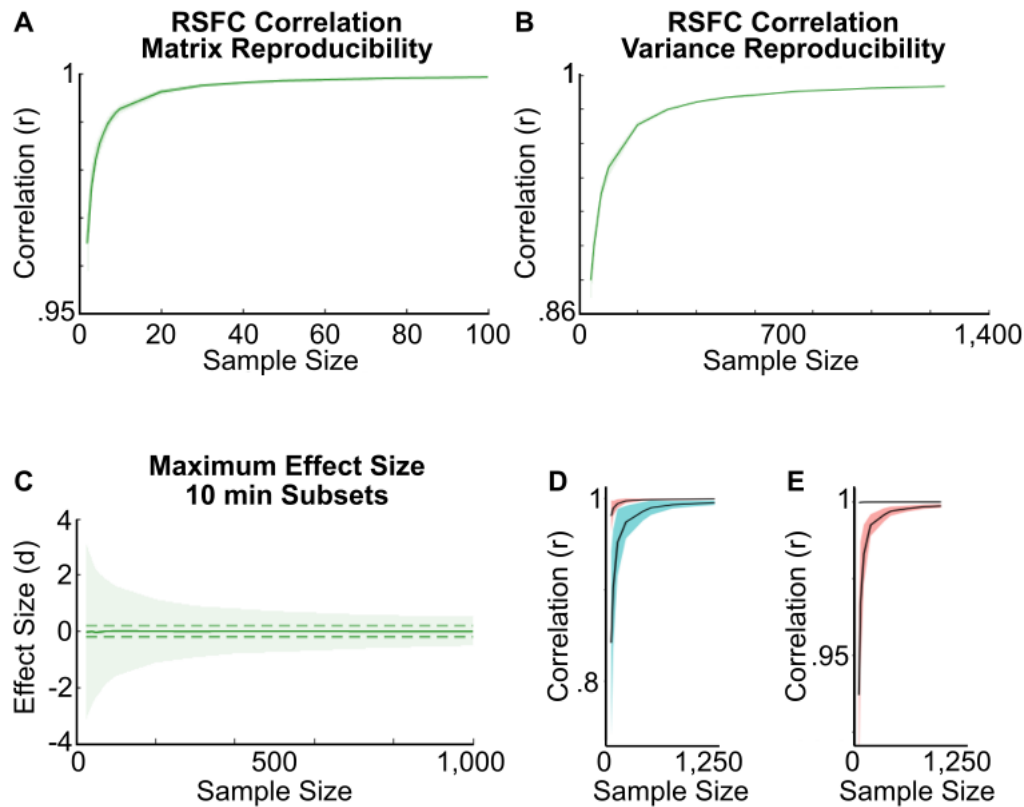 A
RSFC Correlation
Matrix Reproducibility
1
.95
Correlation (r)
0 20 40 60 80 100
Sample Size
B
RSFC Correlation
Variance Reproducibility
1
.86
Correlation (r)
0 700 1,400
Sample Size
C
Maximum Effect Size
10 min Subsets
4
2
0
-2
-4
Effect Size (d)
0 500 1,000
Sample Size
D
1
.8
Correlation (r)
0 1,250
Sample Size
E
1
.95
Correlation (r)
0 1,250
Sample Size